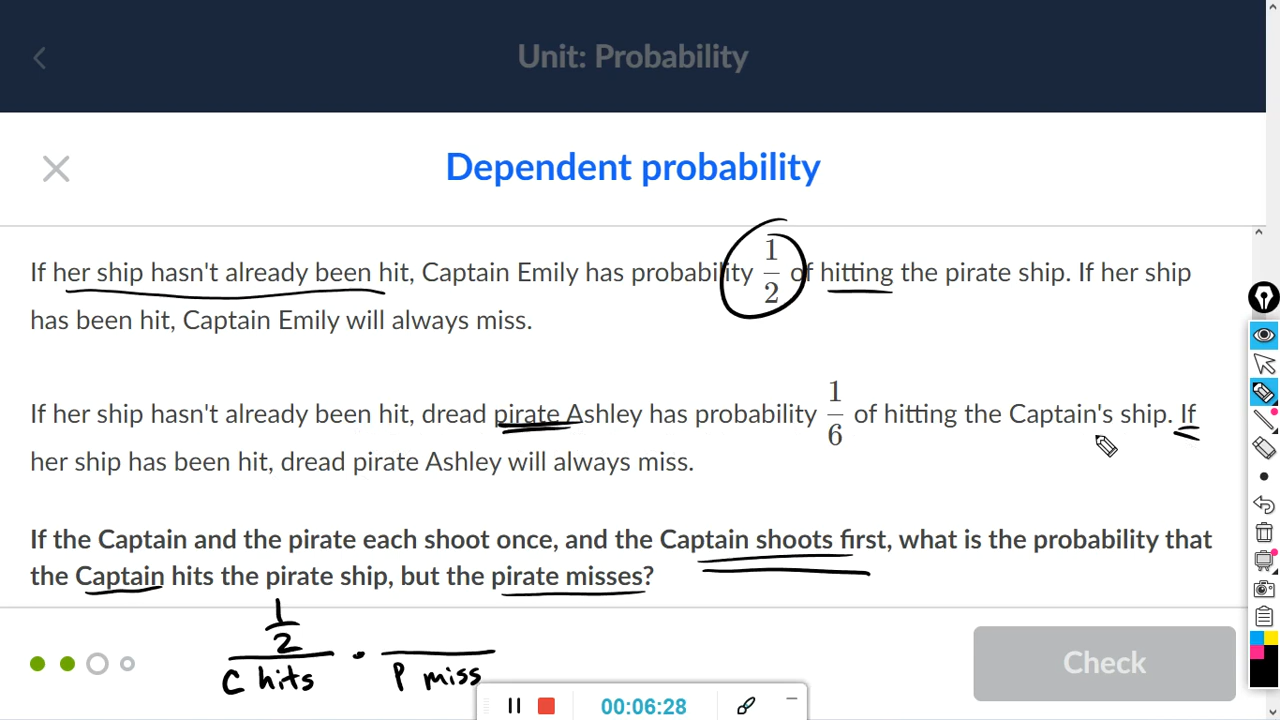 Unit: Probability
Dependent probability
If her ship hasn't already been hit, Captain Emily has probability 1/2 of hitting the pirate ship. If her ship
has been hit, Captain Emily will always miss.
If her ship hasn't already been hit, dread pirate Ashley has probability 1/6 of hitting the Captain's ship. If
her ship has been hit, dread pirate Ashley will always miss.
If the Captain and the pirate each shoot once, and the Captain shoots first, what is the probability that
the Captain hits the pirate ship, but the pirate misses?
1/2 ·
C hits P miss
Check
00:06:28